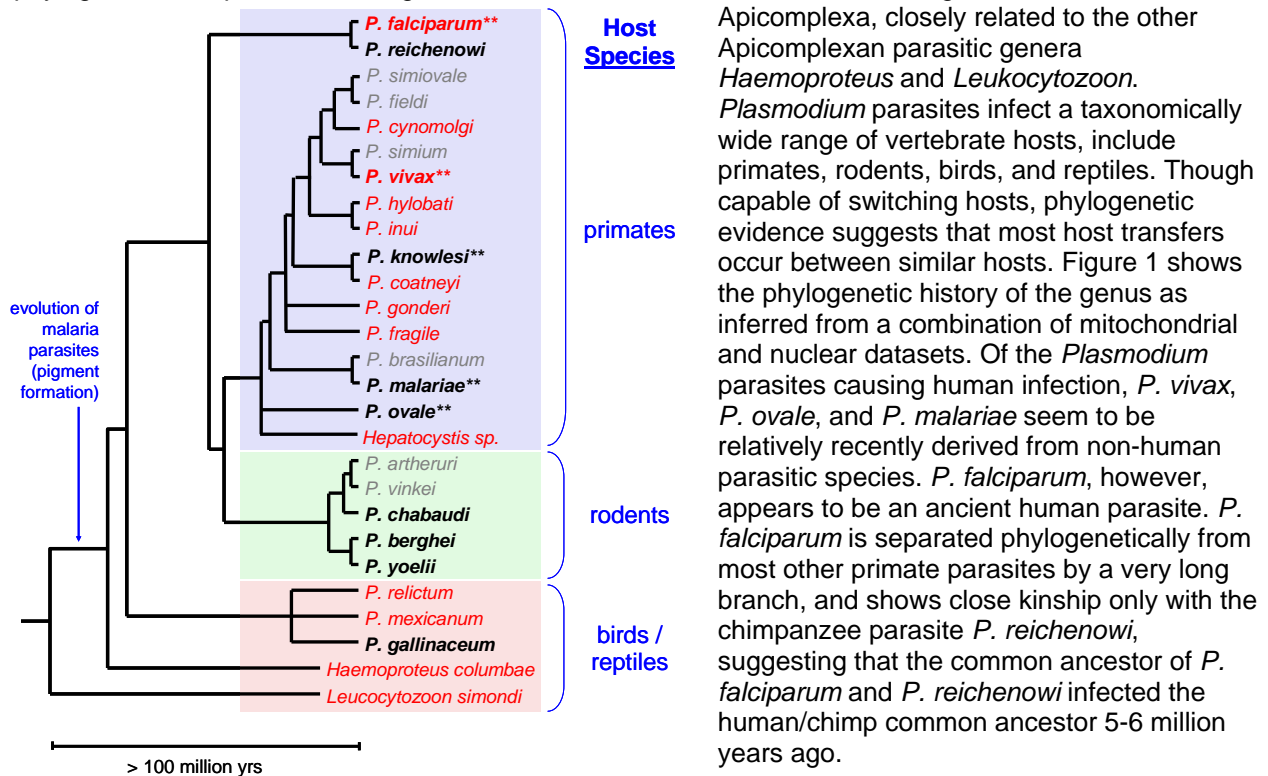 P. falciparum**
P. reichenowi
P. simiovale
P. fieldi
P. cynomolgi
P. simium
P. vivax**
P. hylobati
P. inui
P. knowlesi**
P. coatneyi
P. gonderi
P. fragile
P. brasilianum
P. malariae**
P. ovale**
Hepatocystis sp.
P. artheruri
P. vinkei
P. chabaudi
P. berghei
P. yoelii
P. relictum
P. mexicanum
P. gallinaceum
Haemoproteus columbae
Leucocytozoon simondi
Host
Species
primates
rodents
birds /
reptiles
evolution of
malaria
parasites
(pigment
formation)
> 100 million yrs
Apicomplexa, closely related to the other
Apicomplexan parasitic genera
Haemoproteus and Leukocytozoon.
Plasmodium parasites infect a taxonomically
wide range of vertebrate hosts, include
primates, rodents, birds, and reptiles. Though
capable of switching hosts, phylogenetic
evidence suggests that most host transfers
occur between similar hosts. Figure 1 shows
the phylogenetic history of the genus as
inferred from a combination of mitochondrial
and nuclear datasets. Of the Plasmodium
parasites causing human infection, P. vivax,
P. ovale, and P. malariae seem to be
relatively recently derived from non-human
parasitic species. P. falciparum, however,
appears to be an ancient human parasite. P.
falciparum is separated phylogenetically from
most other primate parasites by a very long
branch, and shows close kinship only with the
chimpanzee parasite P. reichenowi,
suggesting that the common ancestor of P.
falciparum and P. reichenowi infected the
human/chimp common ancestor 5-6 million
years ago.